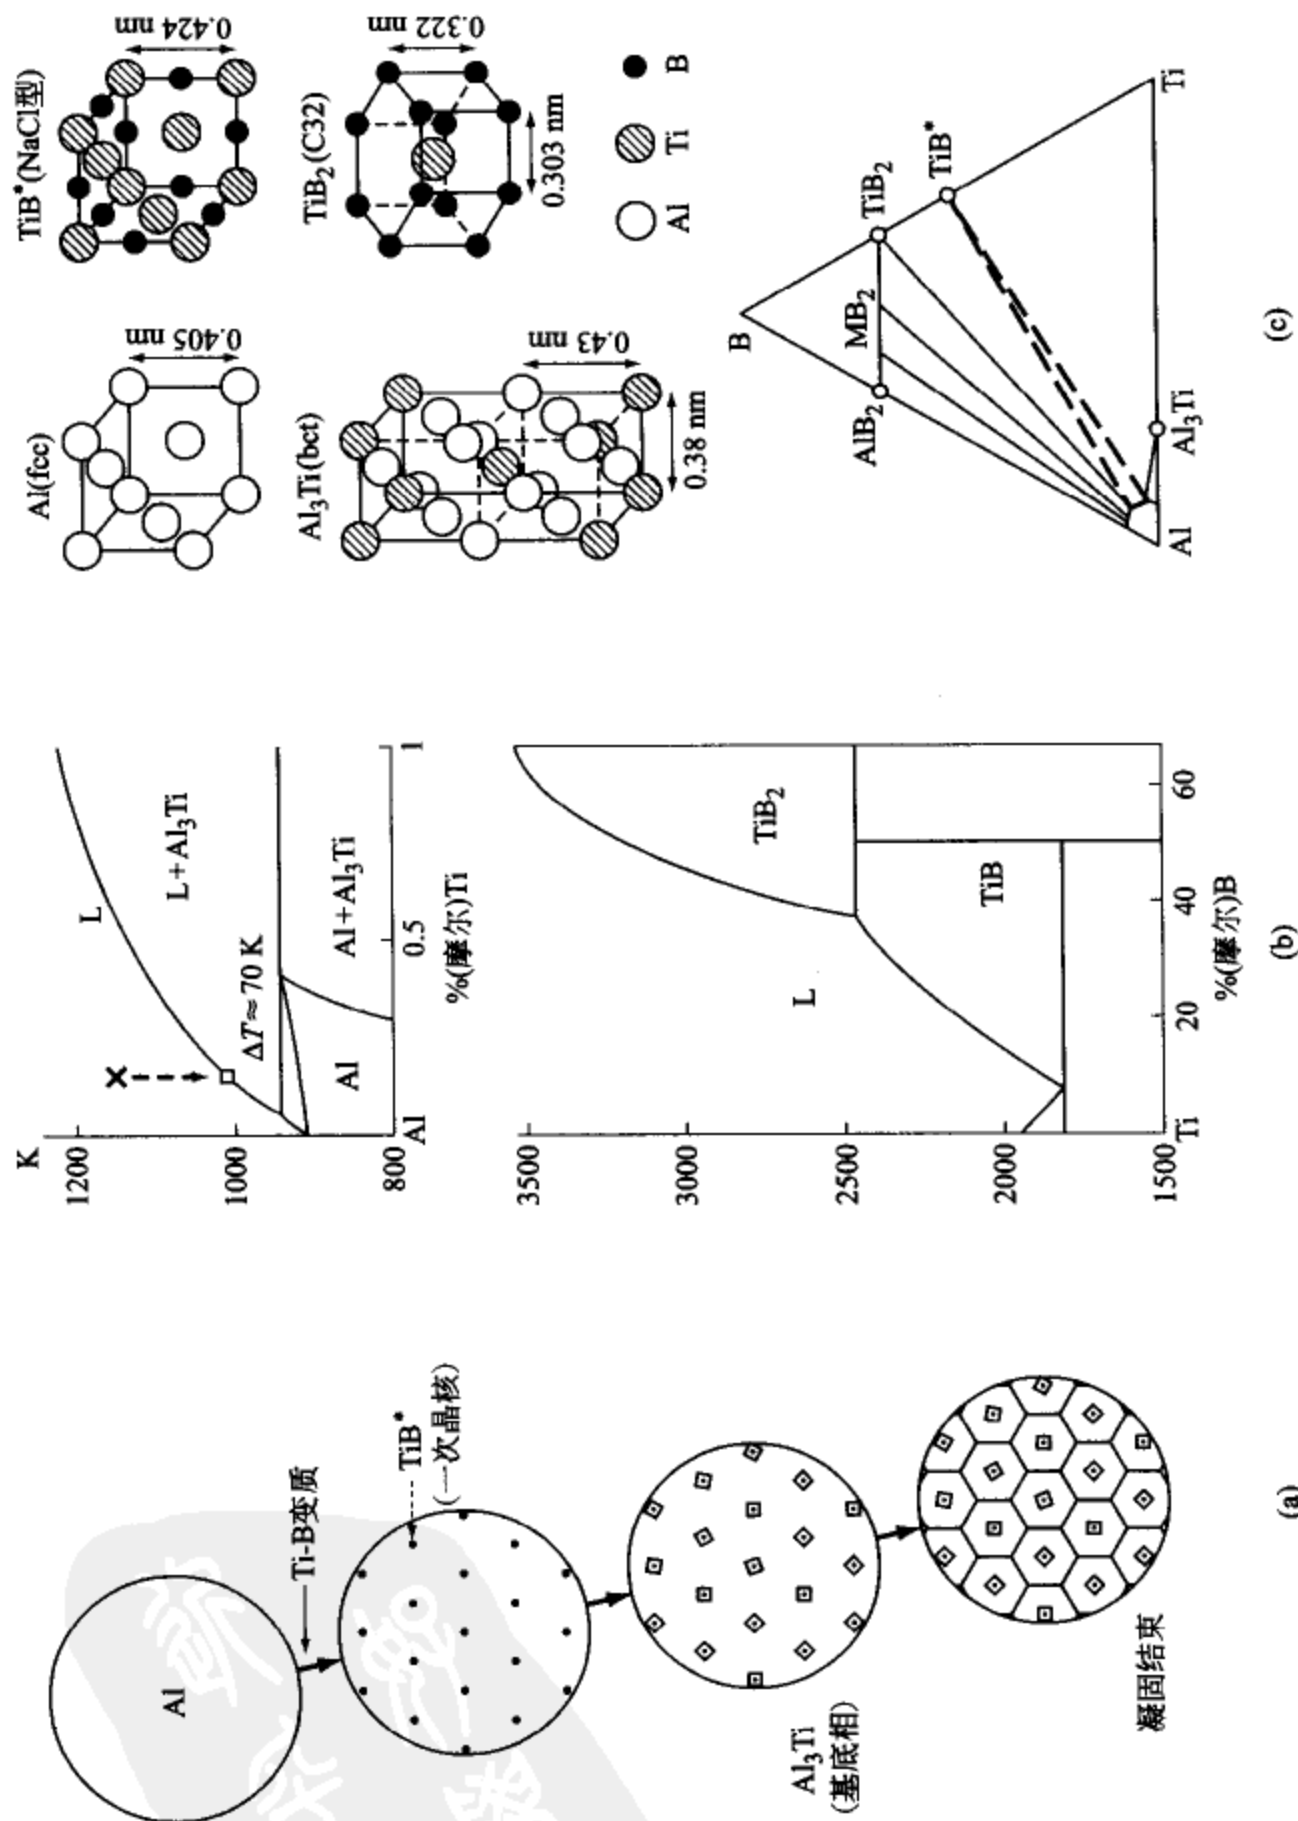 Al
Ti-B变质
TiB*
(一次晶核)
Al₃Ti
(基底相)
凝固结束
(a)
K
1200
1000
800
L
L+Al₃Ti
ΔT≈70 K
Al
Al+Al₃Ti
Al
0.5
1
%(摩尔)Ti
3500
3000
2500
2000
1500
L
TiB₂
TiB
Ti
20
40
60
%(摩尔)B
(b)
Al(fcc)
0.405 nm
TiB*(NaCl型)
0.424 nm
Al₃Ti(bct)
0.43 nm
0.38 nm
TiB₂(C32)
0.322 nm
0.303 nm
Al
Ti
B
B
AlB₂
MB₂
TiB₂
TiB*
Al
Al₃Ti
Ti
(c)